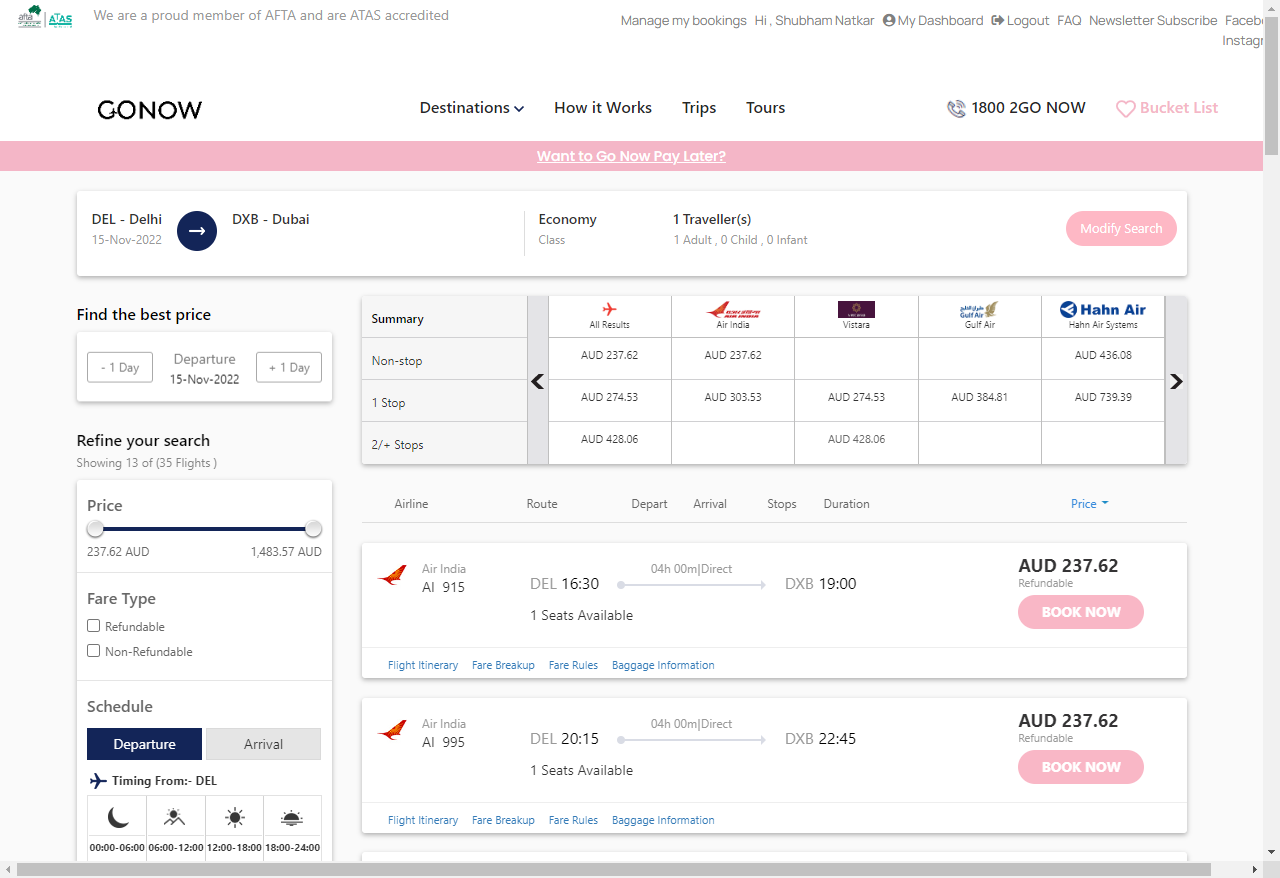 afta ATAS We are a proud member of AFTA and are ATAS accredited
Manage my bookings Hi , Shubham Natkar My Dashboard Logout FAQ Newsletter Subscribe
GONOW Destinations How it Works Trips Tours 1800 2GO NOW Bucket List
Want to Go Now Pay Later?
DEL - Delhi DXB - Dubai Economy 1 Traveller(s) Modify Search
15-Nov-2022 Class 1 Adult , 0 Child , 0 Infant
Find the best price
- 1 Day Departure + 1 Day
15-Nov-2022
Refine your search
Showing 13 of (35 Flights )
Price
237.62 AUD 1,483.57 AUD
Fare Type
Refundable
Non-Refundable
Schedule
Departure Arrival
Timing From:- DEL
00:00-06:00 06:00-12:00 12:00-18:00 18:00-24:00
Summary All Results Air India Vistara Gulf Air Hahn Air Hahn Air Systems
Non-stop AUD 237.62 AUD 237.62 AUD 436.08
1 Stop AUD 274.53 AUD 303.53 AUD 274.53 AUD 384.81 AUD 739.39
2/+ Stops AUD 428.06 AUD 428.06
Airline Route Depart Arrival Stops Duration Price
Air India 04h 00m|Direct AUD 237.62
AI 915 DEL 16:30 DXB 19:00 Refundable
1 Seats Available BOOK NOW
Flight Itinerary Fare Breakup Fare Rules Baggage Information
Air India 04h 00m|Direct AUD 237.62
AI 995 DEL 20:15 DXB 22:45 Refundable
1 Seats Available BOOK NOW
Flight Itinerary Fare Breakup Fare Rules Baggage Information